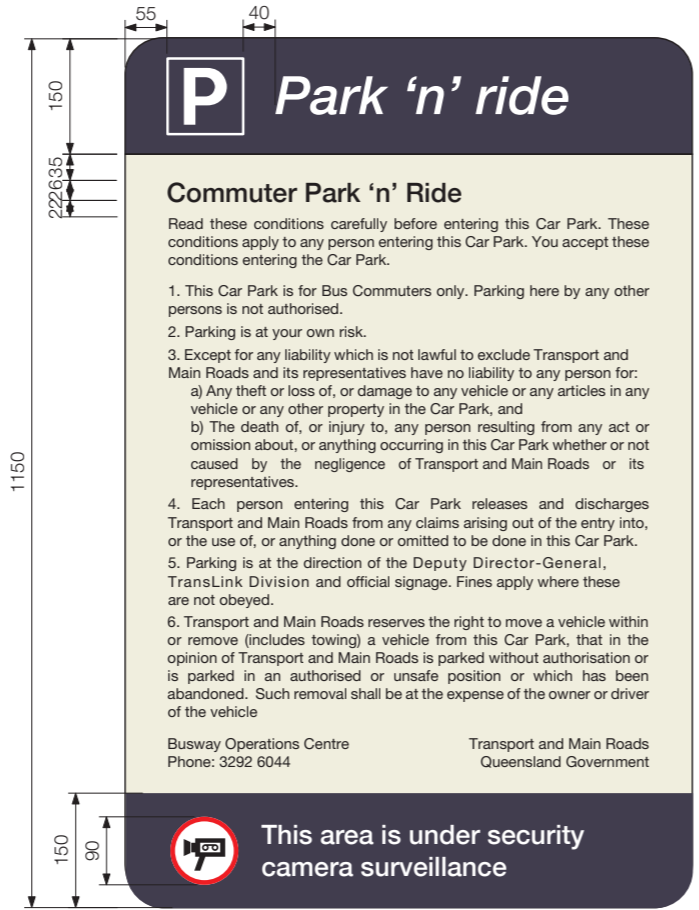 55
40
150
P
Park ‘n’ ride
35
26
22
Commuter Park ‘n’ Ride
Read these conditions carefully before entering this Car Park. These
conditions apply to any person entering this Car Park. You accept these
conditions entering the Car Park.
1. This Car Park is for Bus Commuters only. Parking here by any other
persons is not authorised.
2. Parking is at your own risk.
3. Except for any liability which is not lawful to exclude Transport and
Main Roads and its representatives have no liability to any person for:
a) Any theft or loss of, or damage to any vehicle or any articles in any
vehicle or any other property in the Car Park, and
b) The death of, or injury to, any person resulting from any act or
omission about, or anything occurring in this Car Park whether or not
caused by the negligence of Transport and Main Roads or its
representatives.
4. Each person entering this Car Park releases and discharges
Transport and Main Roads from any claims arising out of the entry into,
or the use of, or anything done or omitted to be done in this Car Park.
5. Parking is at the direction of the Deputy Director-General,
TransLink Division and official signage. Fines apply where these
are not obeyed.
6. Transport and Main Roads reserves the right to move a vehicle within
or remove (includes towing) a vehicle from this Car Park, that in the
opinion of Transport and Main Roads is parked without authorisation or
is parked in an authorised or unsafe position or which has been
abandoned. Such removal shall be at the expense of the owner or driver
of the vehicle
Busway Operations Centre
Phone: 3292 6044
Transport and Main Roads
Queensland Government
1150
150
90
This area is under security
camera surveillance